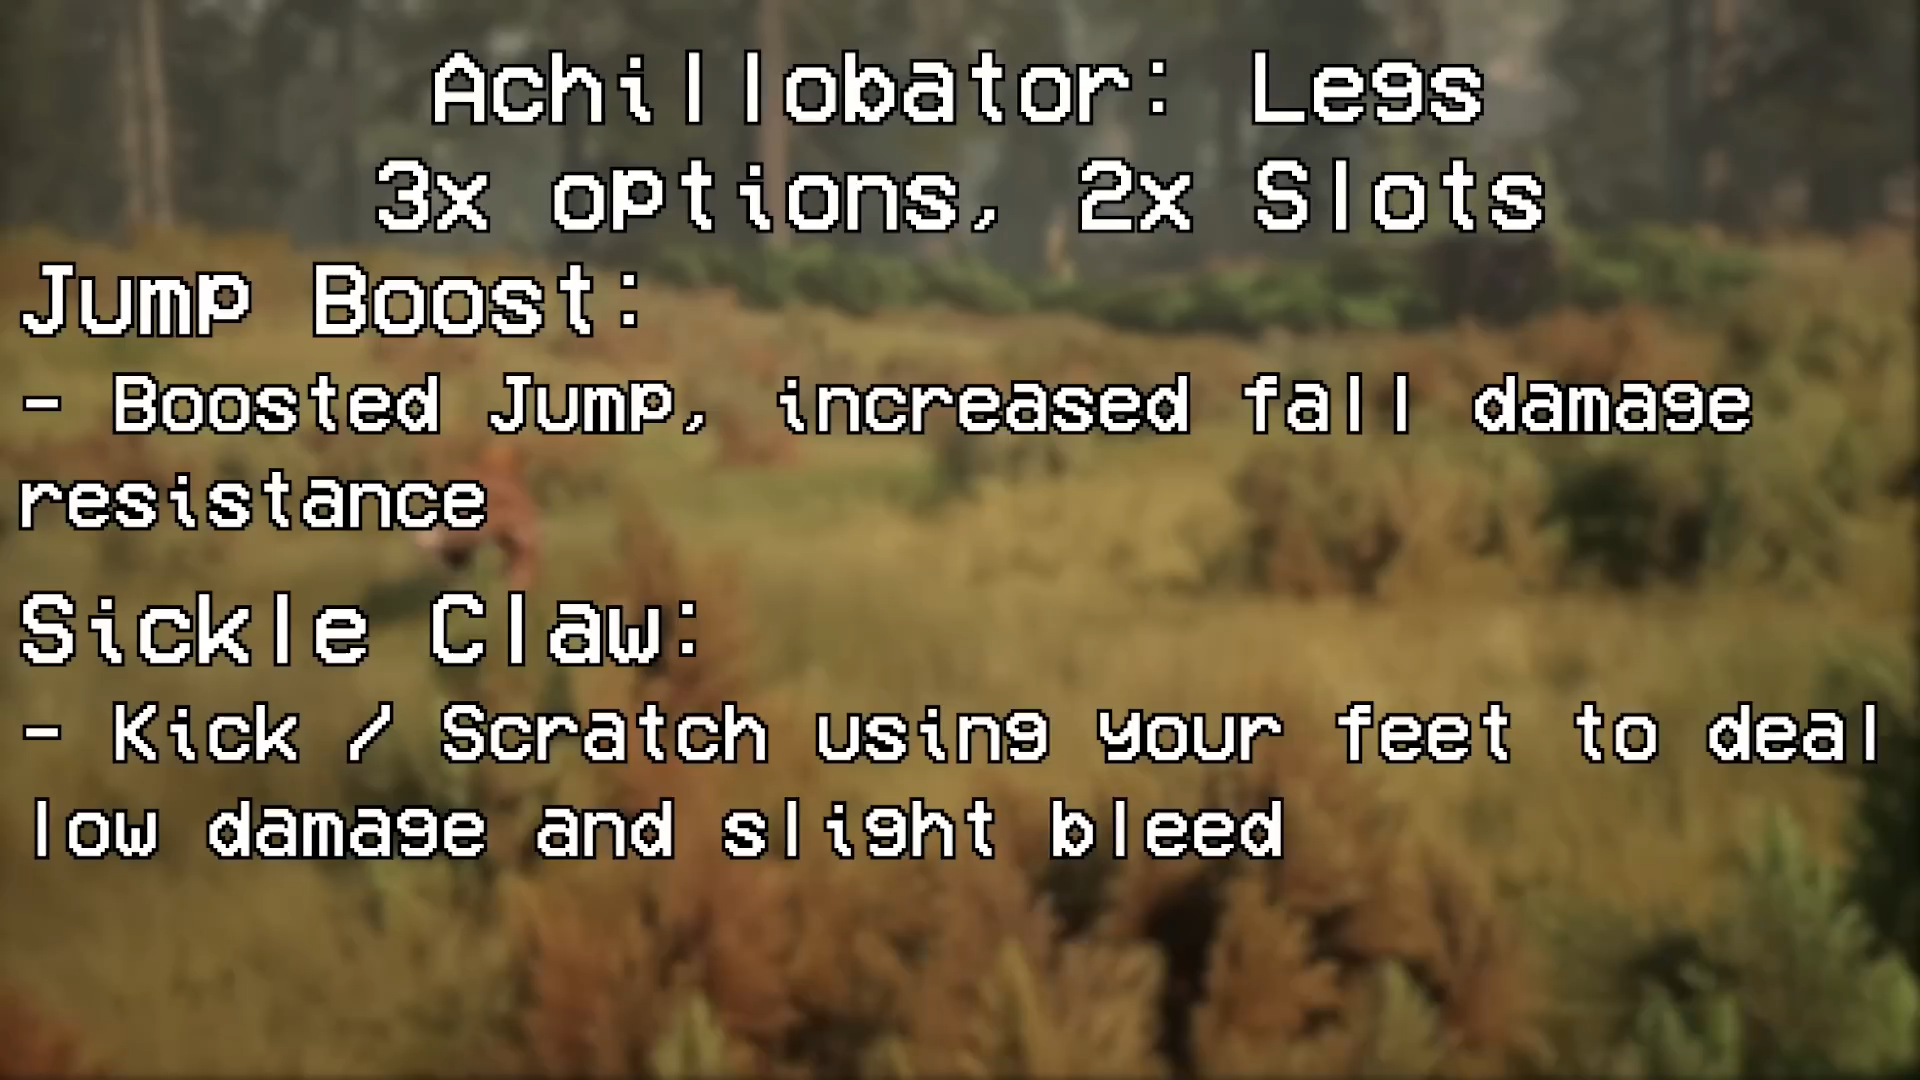 Achillobator: Legs
3x options, 2x Slots
Jump Boost:
- Boosted Jump, increased fall damage
resistance
Sickle Claw:
- Kick / Scratch using your feet to deal
low damage and slight bleed